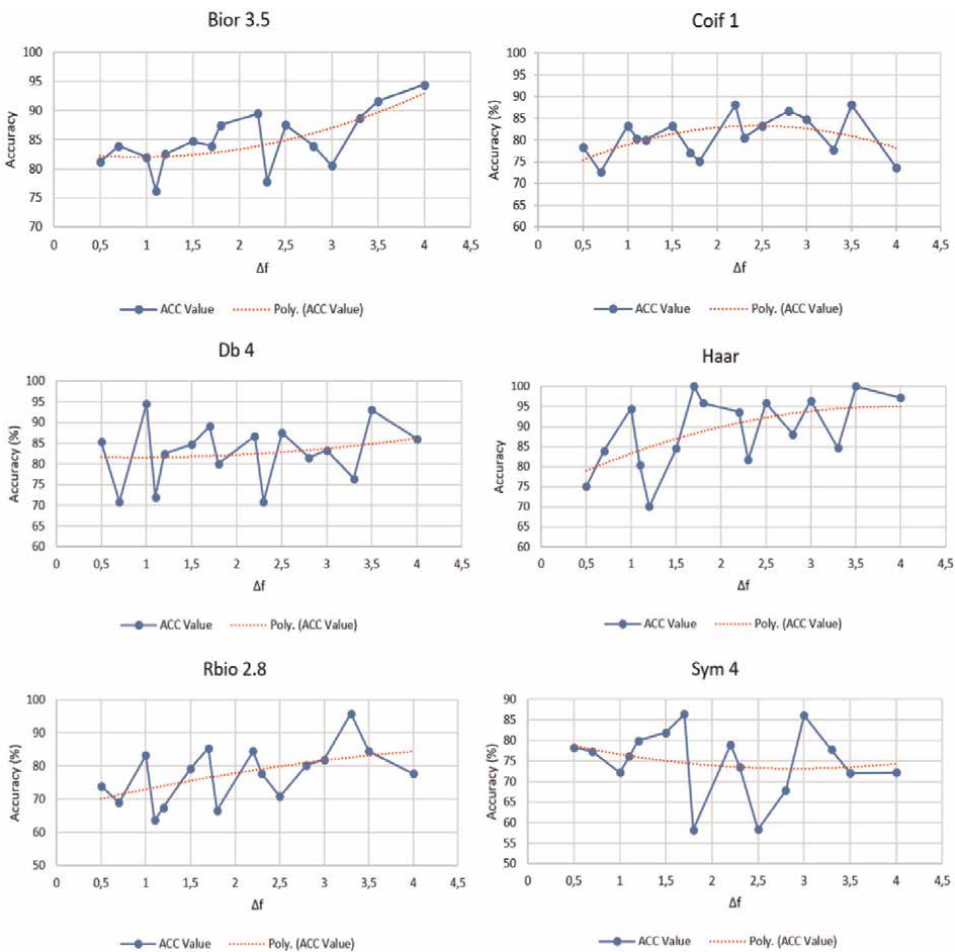 Bior 3.5
Accuracy
100
95
90
85
80
75
70
0 0,5 1 1,5 2 2,5 3 3,5 4 4,5
Δf
ACC Value Poly. (ACC Value)
Coif 1
Accuracy (%)
100
95
90
85
80
75
70
65
60
0 0,5 1 1,5 2 2,5 3 3,5 4 4,5
Δf
ACC Value Poly. (ACC Value)
Db 4
Accuracy (%)
100
95
90
85
80
75
70
65
60
0 0,5 1 1,5 2 2,5 3 3,5 4 4,5
Δf
ACC Value Poly. (ACC Value)
Haar
Accuracy
100
95
90
85
80
75
70
65
60
0 0,5 1 1,5 2 2,5 3 3,5 4 4,5
Δf
ACC Value Poly. (ACC Value)
Rbio 2.8
Accuracy (%)
100
90
80
70
60
50
0 0,5 1 1,5 2 2,5 3 3,5 4 4,5
Δf
ACC Value Poly. (ACC Value)
Sym 4
Accuracy (%)
90
85
80
75
70
65
60
55
50
0 0,5 1 1,5 2 2,5 3 3,5 4 4,5
Δf
ACC Value Poly. (ACC Value)